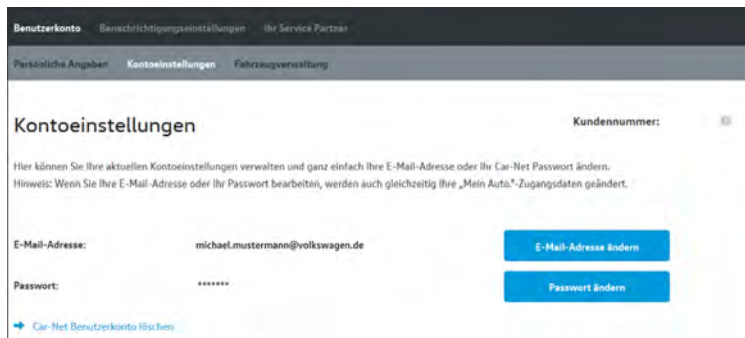 Benutzerkonto Benachrichtigungseinstellungen Ihr Service Partner
Persönliche Angaben Kontoeinstellungen Fahrzeugverwaltung
Kontoeinstellungen Kundennummer:
Hier können Sie Ihre aktuellen Kontoeinstellungen verwalten und ganz einfach Ihre E-Mail-Adresse oder Ihr Car-Net Passwort ändern.
Hinweis: Wenn Sie Ihre E-Mail-Adresse oder Ihr Passwort bearbeiten, werden auch gleichzeitig Ihre „Mein Auto."-Zugangsdaten geändert.
E-Mail-Adresse: michael.mustermann@volkswagen.de E-Mail-Adresse ändern
Passwort: ******* Passwort ändern
Car-Net Benutzerkonto löschen